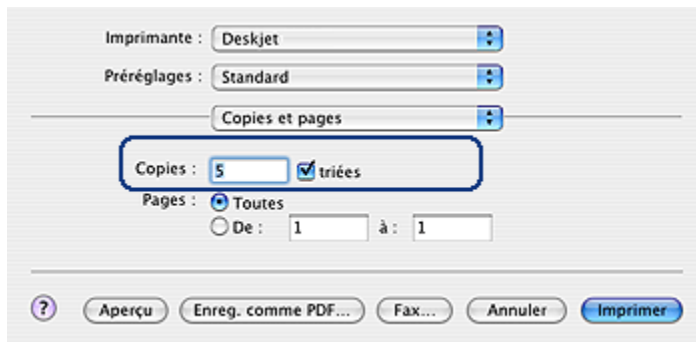 Imprimante : Deskjet
Préréglages : Standard
Copies et pages
Copies : 5 triées
Pages : Toutes
De : 1 à : 1
? Aperçu Enreg. comme PDF... Fax... Annuler Imprimer